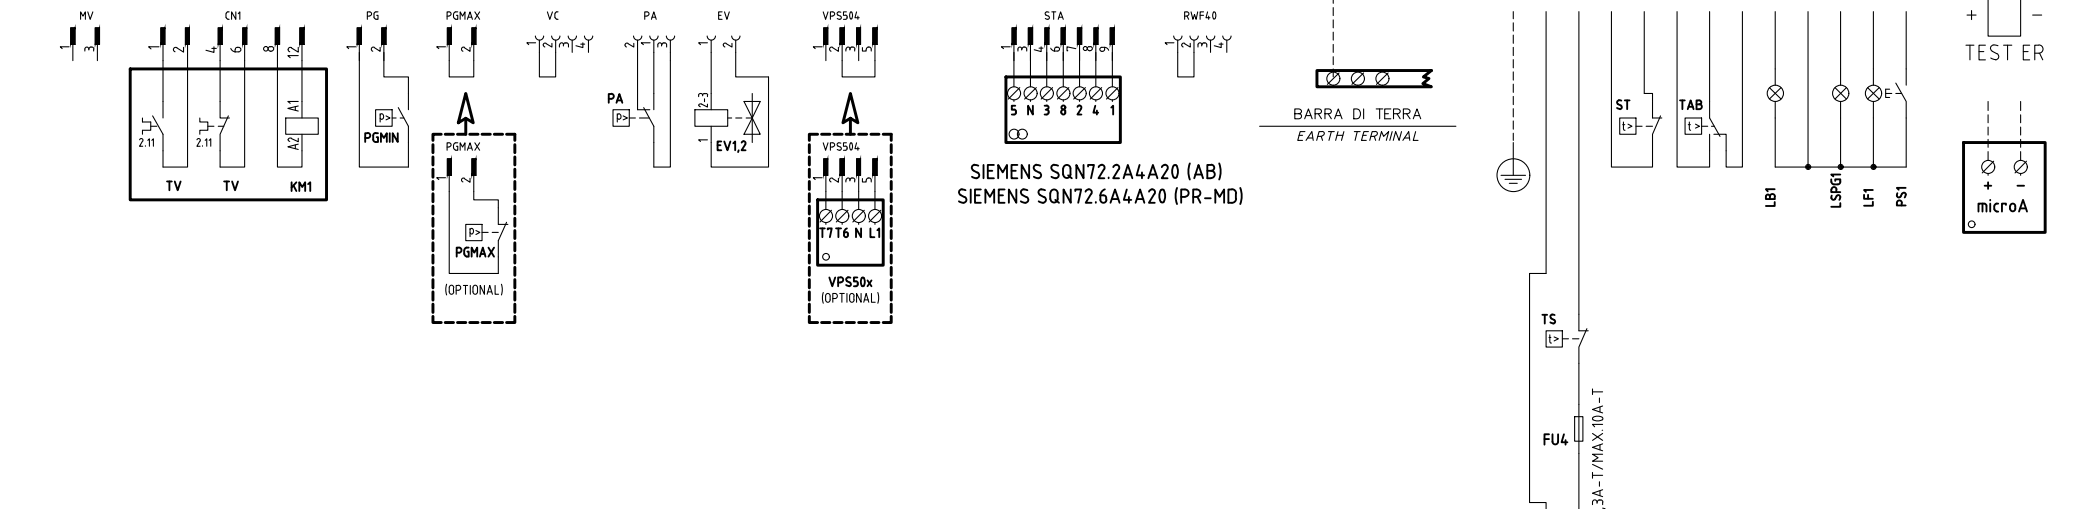 MV CN1 PG PGMAX VC PA EV VPS504 STA RWF40 + −
1 3 1 2 4 6 8 12 1 2 1 2 1 2 3 4 2 1 3 1 2 1 2 3 5 1 3 4 6 7 8 9 1 2 3 4
TEST ER
A1 P> PA P> 2-3 ST TAB E
2.11 2.11 PGMIN t> t>
A2 1 5 N 3 8 2 4 1
BARRA DI TERRA
EARTH TERMINAL
PGMAX EV1,2 VPS504
SIEMENS SQN72.2A4A20 (AB)
TV TV KM1 1 2 1 2 3 5
SIEMENS SQN72.6A4A20 (PR-MD)
LB1 LSPG1 LF1 PS1
+ −
microA
P> T7 T6 N L1
PGMAX
VPS50x
(OPTIONAL) (OPTIONAL)
TS
t>
FU4
3A-T/MAX.10A-T